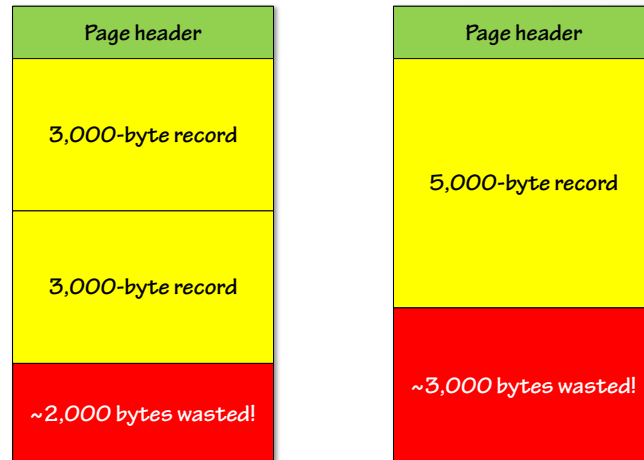 Page header
3,000-byte record
3,000-byte record
~2,000 bytes wasted!
Page header
5,000-byte record
~3,000 bytes wasted!